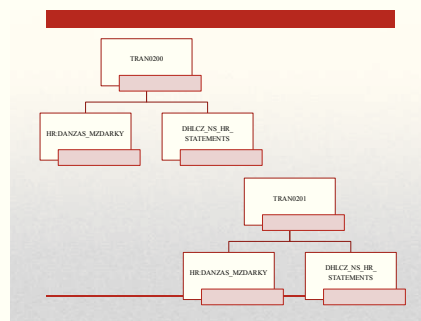 TRAN0200
HR:DANZAS_MZDARKY
DHLCZ_NS_HR_
STATEMENTS
TRAN0201
HR:DANZAS_MZDARKY
DHLCZ_NS_HR_
STATEMENTS